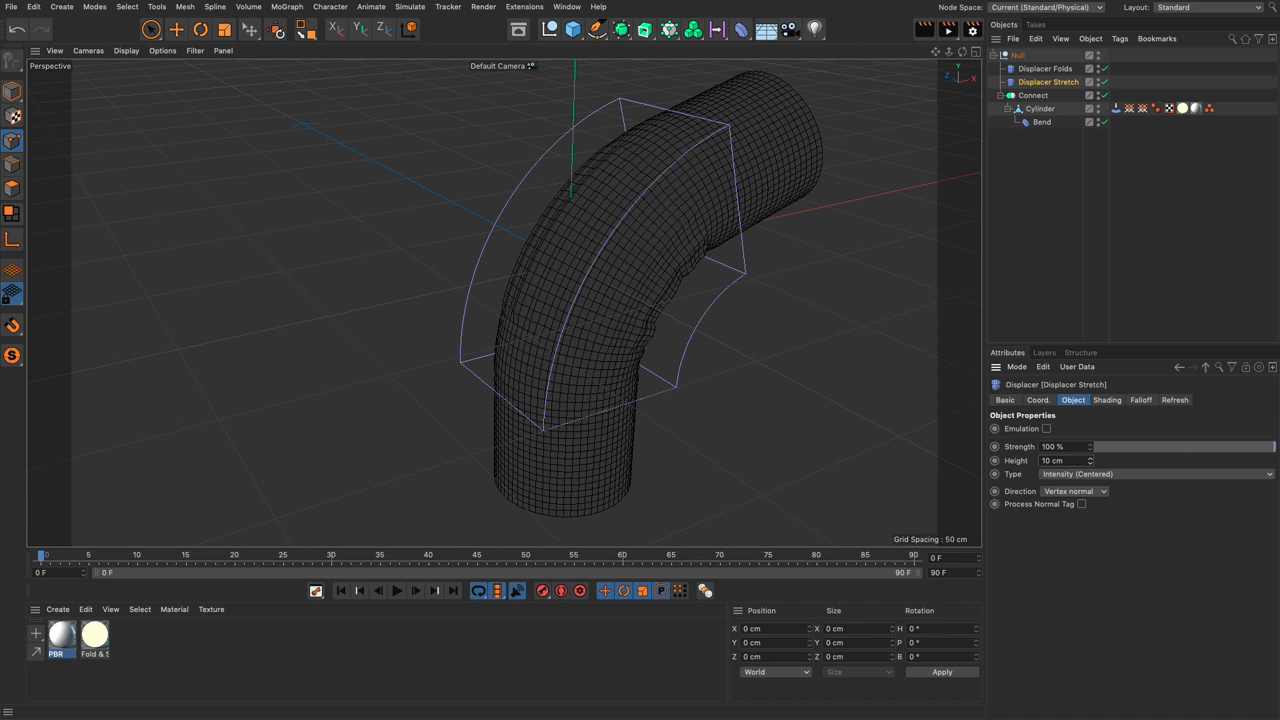 File Edit Create Modes Select Tools Mesh Spline Volume MoGraph Character Animate Simulate Tracker Render Extensions Window Help Node Space: Current (Standard/Physical) Layout: Standard
View Cameras Display Options Filter Panel
Perspective
Default Camera
Y
Z
X
Grid Spacing : 50 cm
Objects Takes
File Edit View Object Tags Bookmarks
Null
Displacer Folds
Displacer Stretch
Connect
Cylinder
Bend
Attributes Layers Structure
Mode Edit User Data
Displacer [Displacer Stretch]
Basic Coord. Object Shading Falloff Refresh
Object Properties
Emulation
Strength 100 %
Height 10 cm
Type Intensity (Centered)
Direction Vertex normal
Process Normal Tag
0 5 10 15 20 25 30 35 40 45 50 55 60 65 70 75 80 85 90 0 F
0 F 0 F 90 F 90 F
Create Edit View Select Material Texture
PBR Fold & S
Position Size Rotation
X 0 cm X 0 cm H 0 °
Y 0 cm Y 0 cm P 0 °
Z 0 cm Z 0 cm B 0 °
World Size Apply